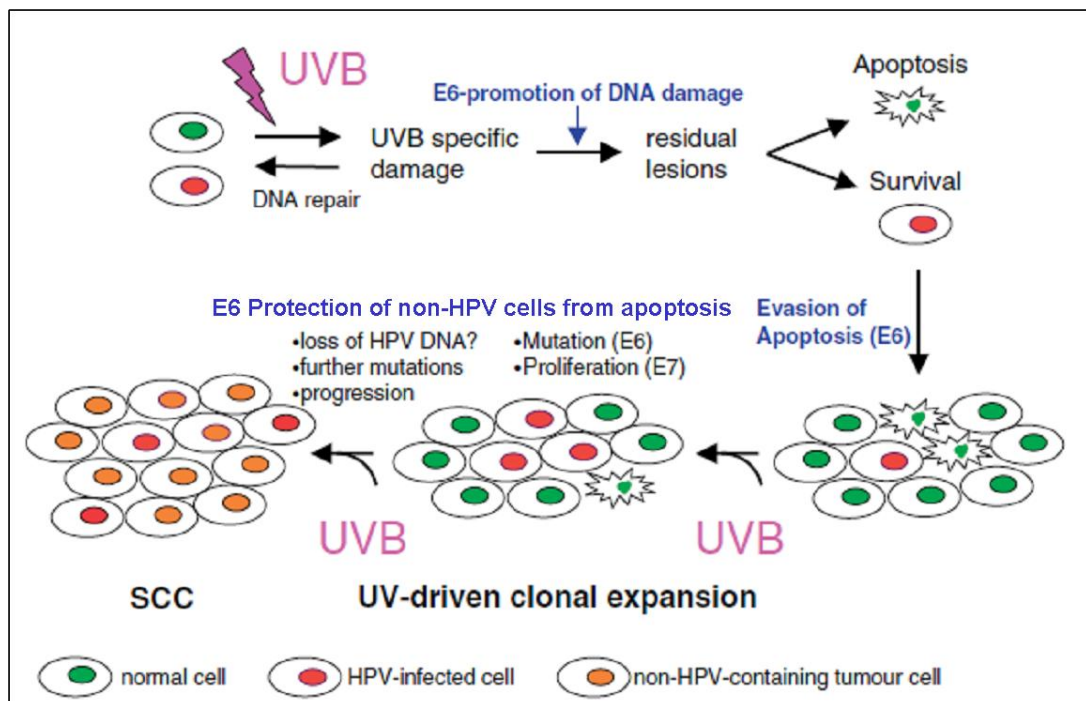 UVB
Apoptosis
E6-promotion of DNA damage
UVB specific
damage
residual
lesions
DNA repair
Survival
E6 Protection of non-HPV cells from apoptosis
•loss of HPV DNA?
•further mutations
•progression
•Mutation (E6)
•Proliferation (E7)
Evasion of
Apoptosis (E6)
UVB
UVB
SCC
UV-driven clonal expansion
normal cell
HPV-infected cell
non-HPV-containing tumour cell